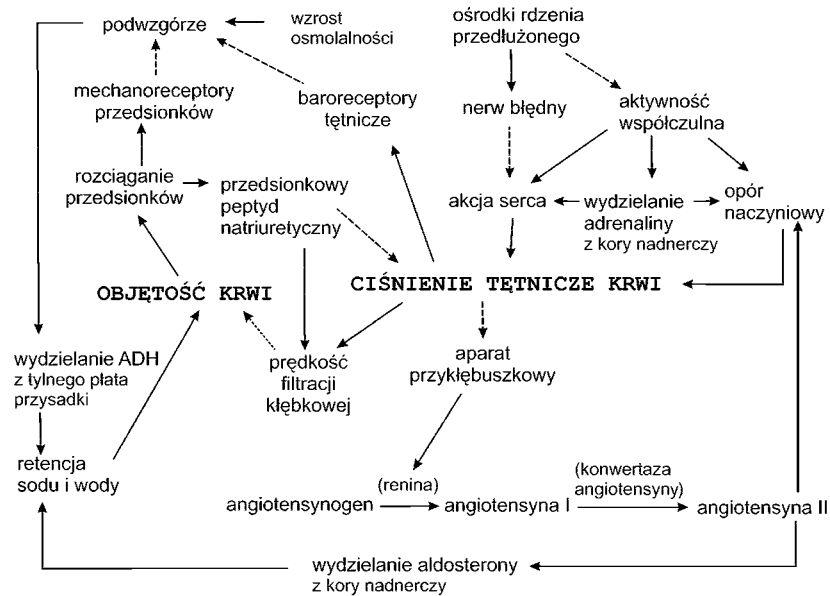 podwzgórze
wzrost
osmolalności
ośrodki rdzenia
przedłużonego
mechanoreceptory
przedsionków
baroreceptory
tętnicze
nerw błędny
aktywność
współczulna
rozciąganie
przedsionków
przedsionkowy
peptyd
natriuretyczny
akcja serca
wydzielanie
adrenaliny
z kory nadnerczy
opór
naczyniowy
OBJĘTOŚĆ KRWI
CIŚNIENIE TĘTNICZE KRWI
wydzielanie ADH
z tylnego płata
przysadki
prędkość
filtracji
kłębkowej
aparat
przykłębuszkowy
retencja
sodu i wody
(renina)
(konwertaza
angiotensyny)
angiotensynogen
angiotensyna I
angiotensyna II
wydzielanie aldosterony
z kory nadnerczy